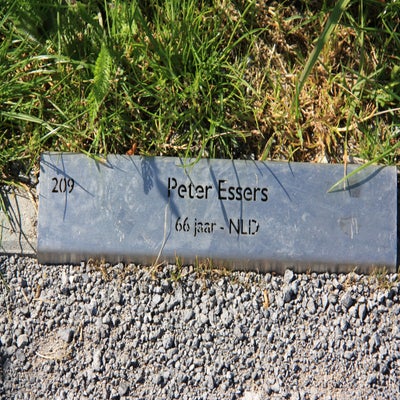 209
Peter Essers
66 jaar - NLD